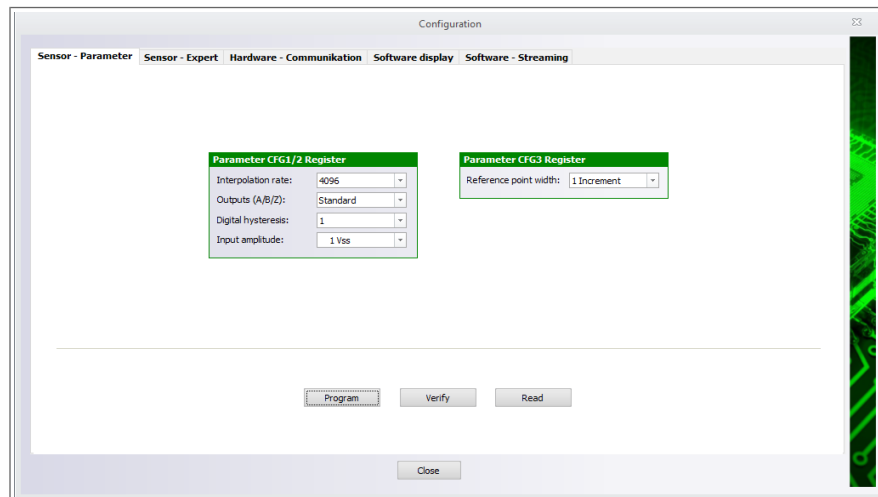 Configuration
Sensor - Parameter Sensor - Expert Hardware - Communikation Software display Software - Streaming
Parameter CFG1/2 Register
Interpolation rate: 4096
Outputs (A/B/Z): Standard
Digital hysteresis: 1
Input amplitude: 1 Vss
Parameter CFG3 Register
Reference point width: 1 Increment
Program Verify Read
Close